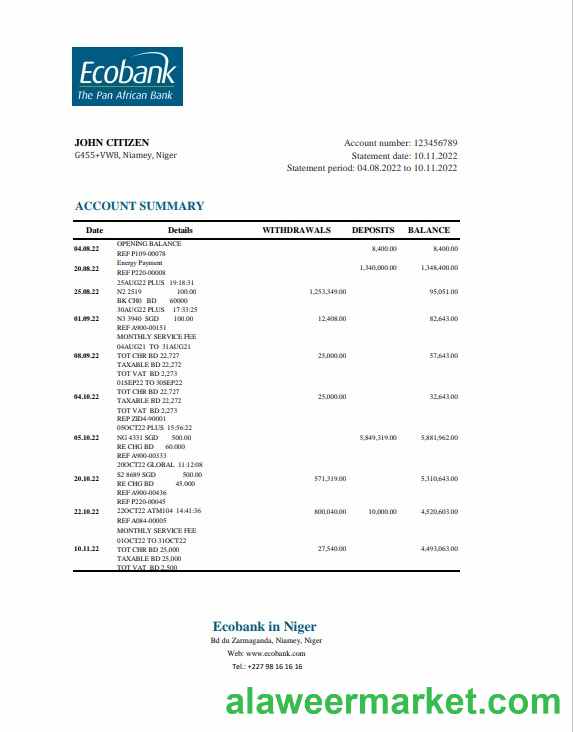 Ecobank
The Pan African Bank
JOHN CITIZEN
G455+VW8, Niamey, Niger
Account number: 123456789
Statement date: 10.11.2022
Statement period: 04.08.2022 to 10.11.2022
ACCOUNT SUMMARY
Date Details WITHDRAWALS DEPOSITS BALANCE
OPENING BALANCE
04.08.22 8,400.00 8,400.00
REF P109-00078
Energy Payment
20.08.22 1,340,000.00 1,348,400.00
REF P220-00008
25AUG22 PLUS 19:18:31
25.08.22 N2 2519 100.00 1,253,349.00 95,051.00
BK CH0 BD 60000
30AUG22 PLUS 17:33:25
01.09.22 N3 3940 SGD 100.00 12,408.00 82,643.00
REF A900-00151
MONTHLY SERVICE FEE
04AUG21 TO 31AUG21
08.09.22 TOT CHR BD 22,727 25,000.00 57,643.00
TAXABLE BD 22,272
TOT VAT BD 2,273
01SEP22 TO 30SEP22
TOT CHR BD 22,727
04.10.22 25,000.00 32,643.00
TAXABLE BD 22,272
TOT VAT BD 2,273
REF ZID4-90001
05OCT22 PLUS 15:56:22
05.10.22 NG 4331 SGD 500.00 5,849,319.00 5,881,962.00
RE CHG BD 60.000
REF A900-00333
20OCT22 GLOBAL 11:12:08
20.10.22 S2 8689 SGD 500.00 571,319.00 5,310,643.00
RE CHG BD 45.000
REF A900-00436
REF P220-00045
22.10.22 22OCT22 ATM104 14:41:36 800,040.00 10,000.00 4,520,603.00
REF A084-00005
MONTHLY SERVICE FEE
01OCT22 TO 31OCT22
10.11.22 TOT CHR BD 25,000 27,540.00 4,493,063.00
TAXABLE BD 25,000
TOT VAT BD 2,500
Ecobank in Niger
Bd du Zarmaganda, Niamey, Niger
Web: www.ecobank.com
Tel.: +227 98 16 16 16
alaweermarket.com